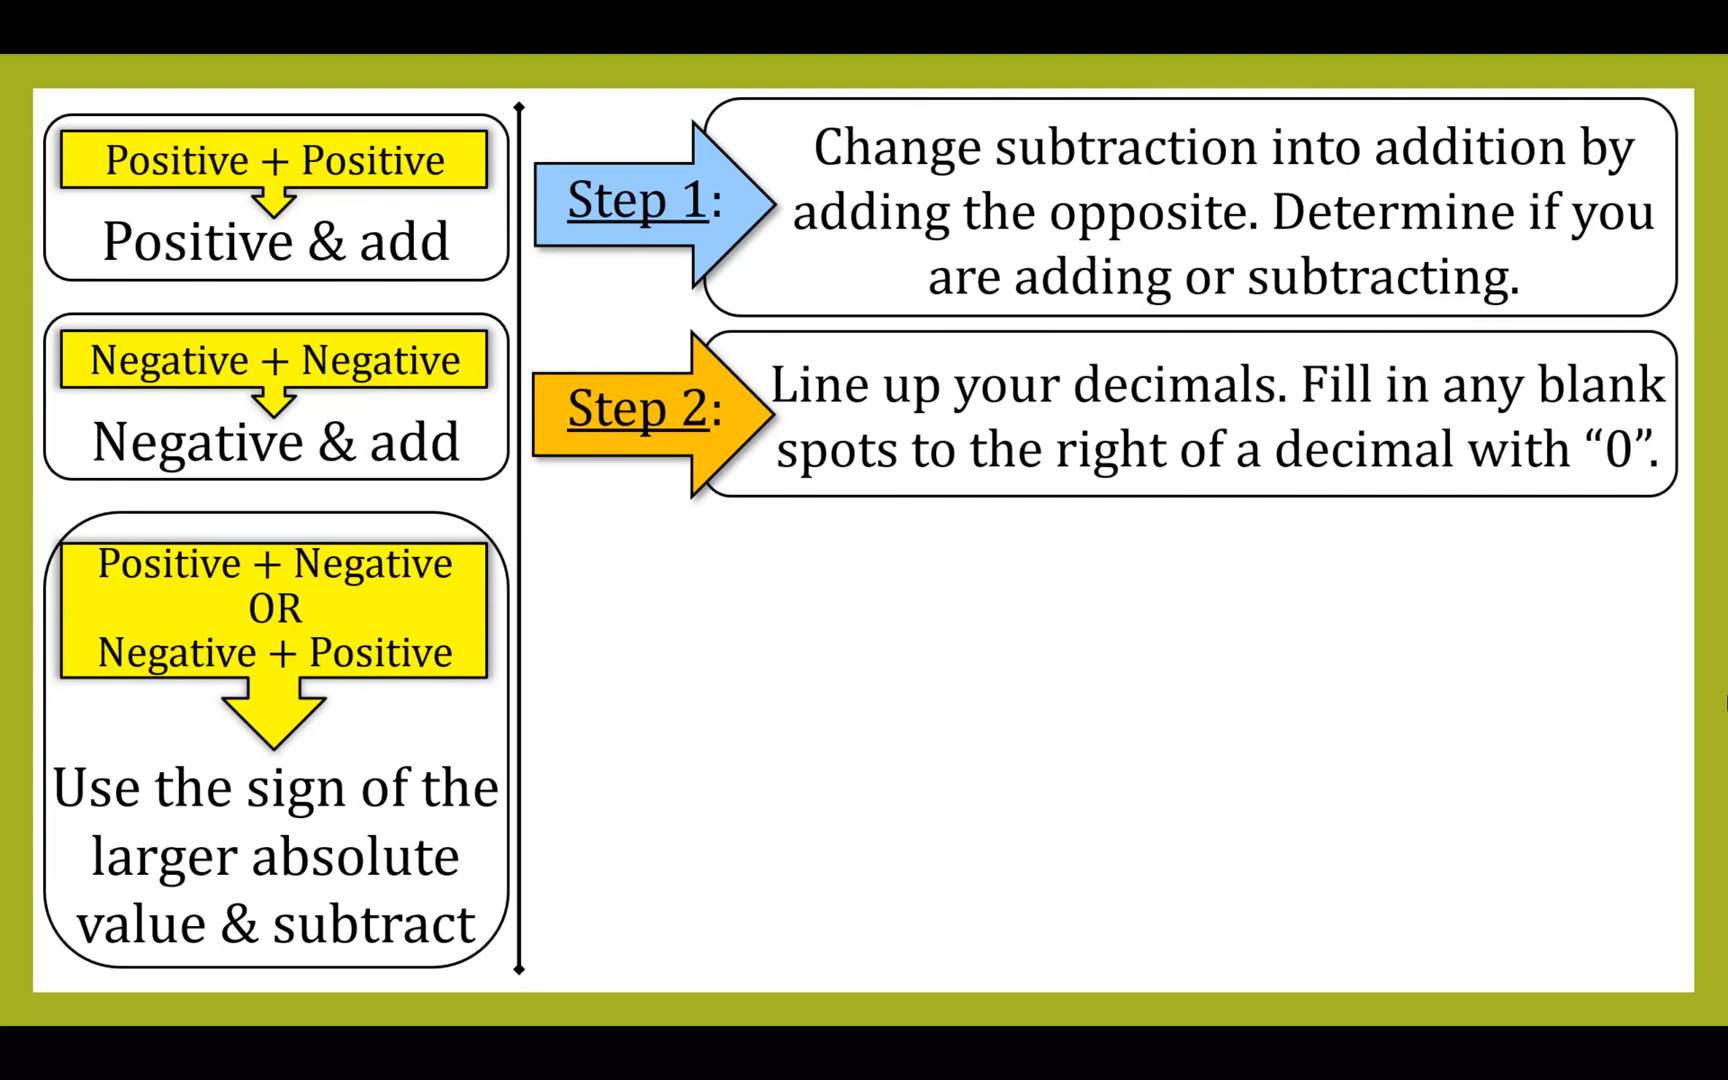 Positive + Positive
Positive & add
Negative + Negative
Negative & add
Positive + Negative
OR
Negative + Positive
Use the sign of the
larger absolute
value & subtract
Step 1:
Change subtraction into addition by
adding the opposite. Determine if you
are adding or subtracting.
Step 2:
Line up your decimals. Fill in any blank
spots to the right of a decimal with “0”.